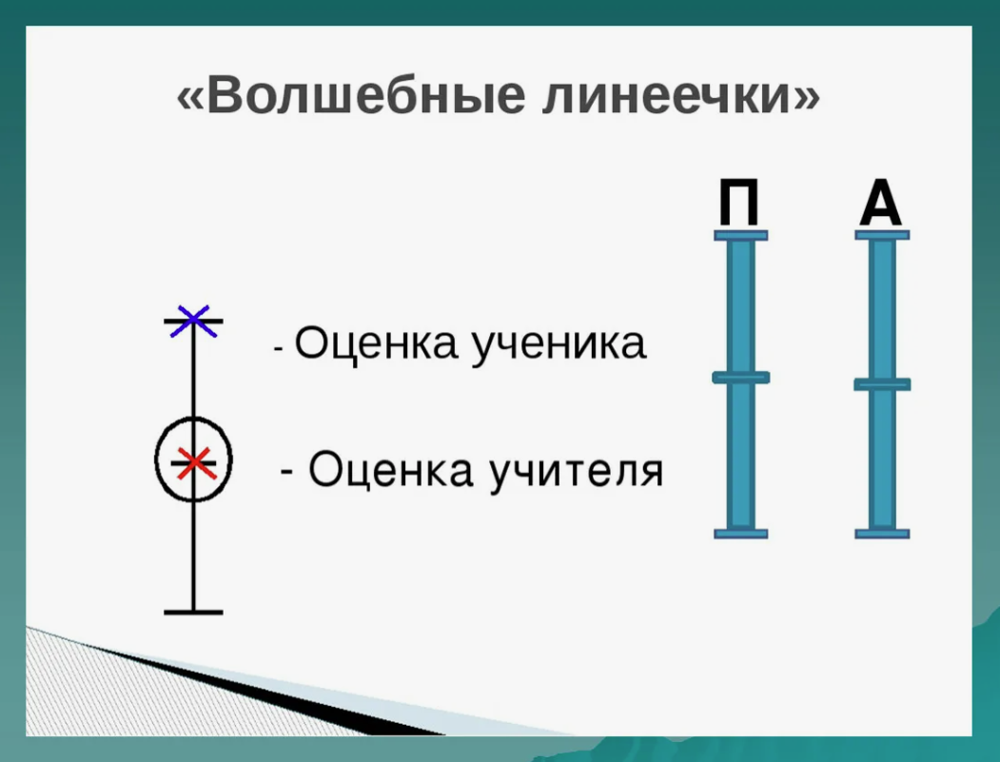 «Волшебные линеечки»
П А
- Оценка ученика
- Оценка учителя